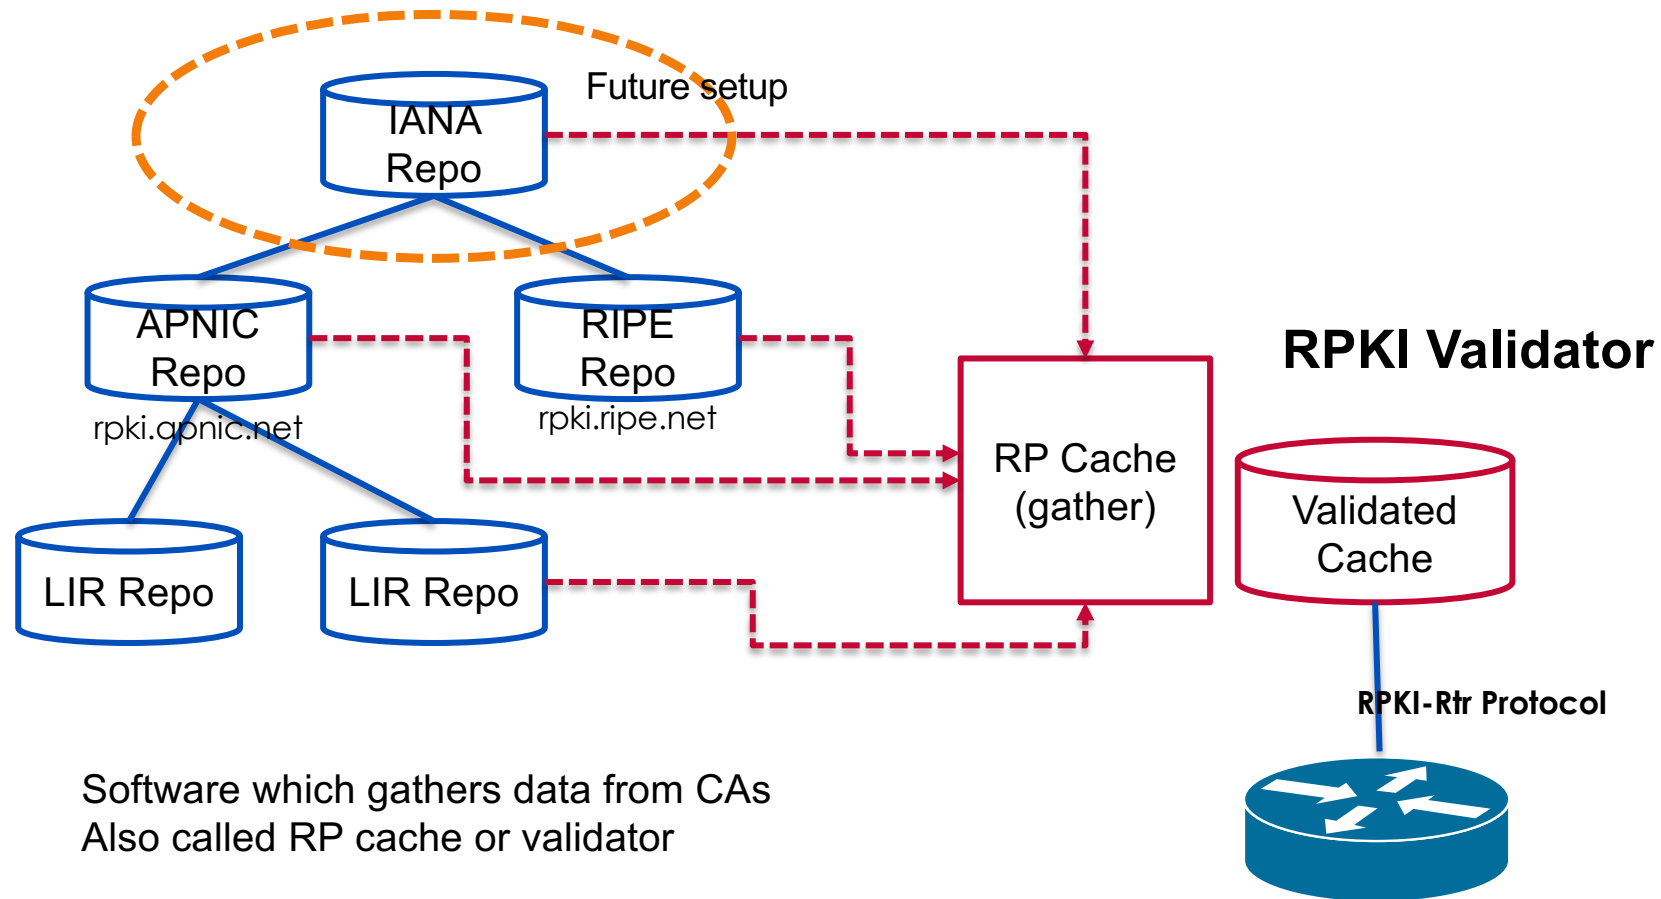 Future setup
IANA
Repo
APNIC
Repo
rpki.apnic.net
RIPE
Repo
rpki.ripe.net
LIR Repo
LIR Repo
RP Cache
(gather)
RPKI Validator
Validated
Cache
RPKI-Rtr Protocol
Software which gathers data from CAs
Also called RP cache or validator